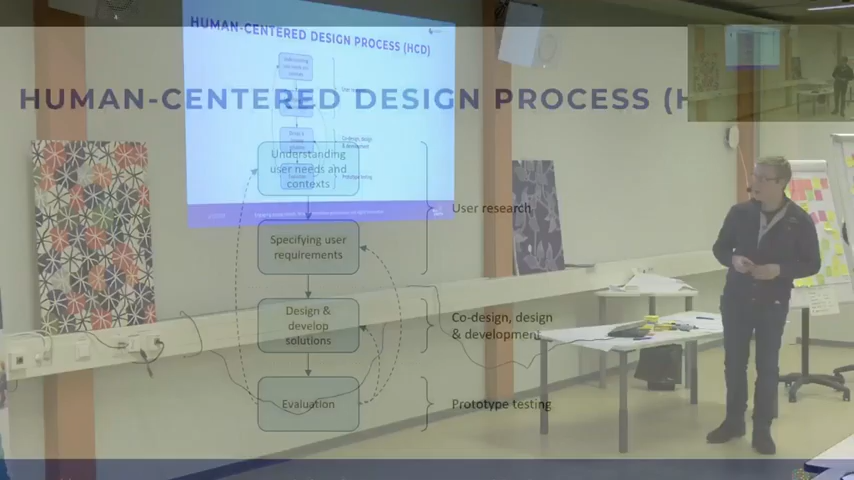 HUMAN-CENTERED DESIGN PROCESS (HCD)
HUMAN-CENTERED DESIGN PROCESS (H
Understanding
user needs and
contexts
User research
Specifying user
requirements
Design &
develop
solutions
Co-design, design
& development
Evaluation
Prototype testing